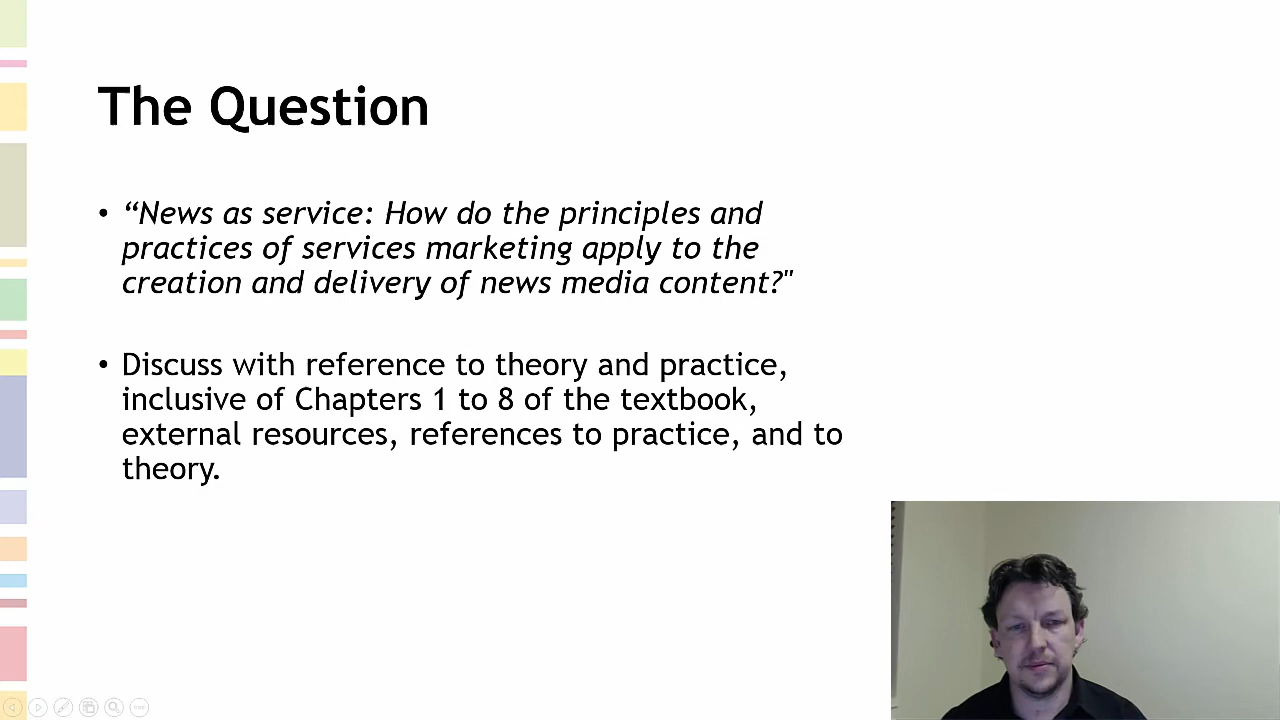 The Question
• “News as service: How do the principles and
practices of services marketing apply to the
creation and delivery of news media content?"
• Discuss with reference to theory and practice,
inclusive of Chapters 1 to 8 of the textbook,
external resources, references to practice, and to
theory.